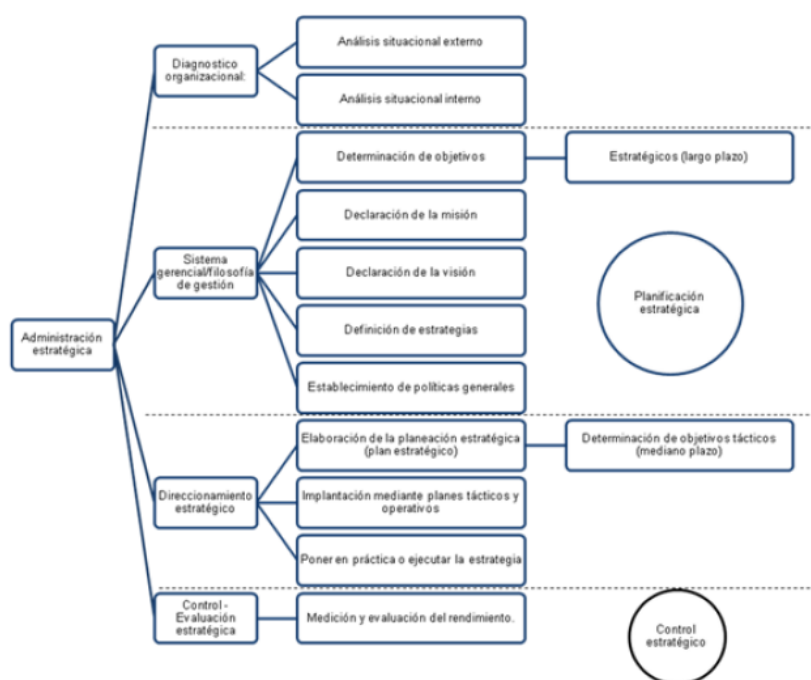 Análisis situacional externo
Diagnostico
organizacional:
Análisis situacional interno
Determinación de objetivos
Estratégicos (largo plazo)
Declaración de la misión
Sistema
gerencial/filosofía
de gestión
Declaración de la visión
Planificación
estratégica
Administración
estratégica
Definición de estrategias
Establecimiento de políticas generales
Elaboración de la planeación estratégica
(plan estratégico)
Determinación de objetivos tácticos
(mediano plazo)
Direccionamiento
estratégico
Implantación mediante planes tácticos y
operativos
Poner en práctica o ejecutar la estrategia
Control -
Evaluación
estratégica
Medición y evaluación del rendimiento.
Control
estratégico